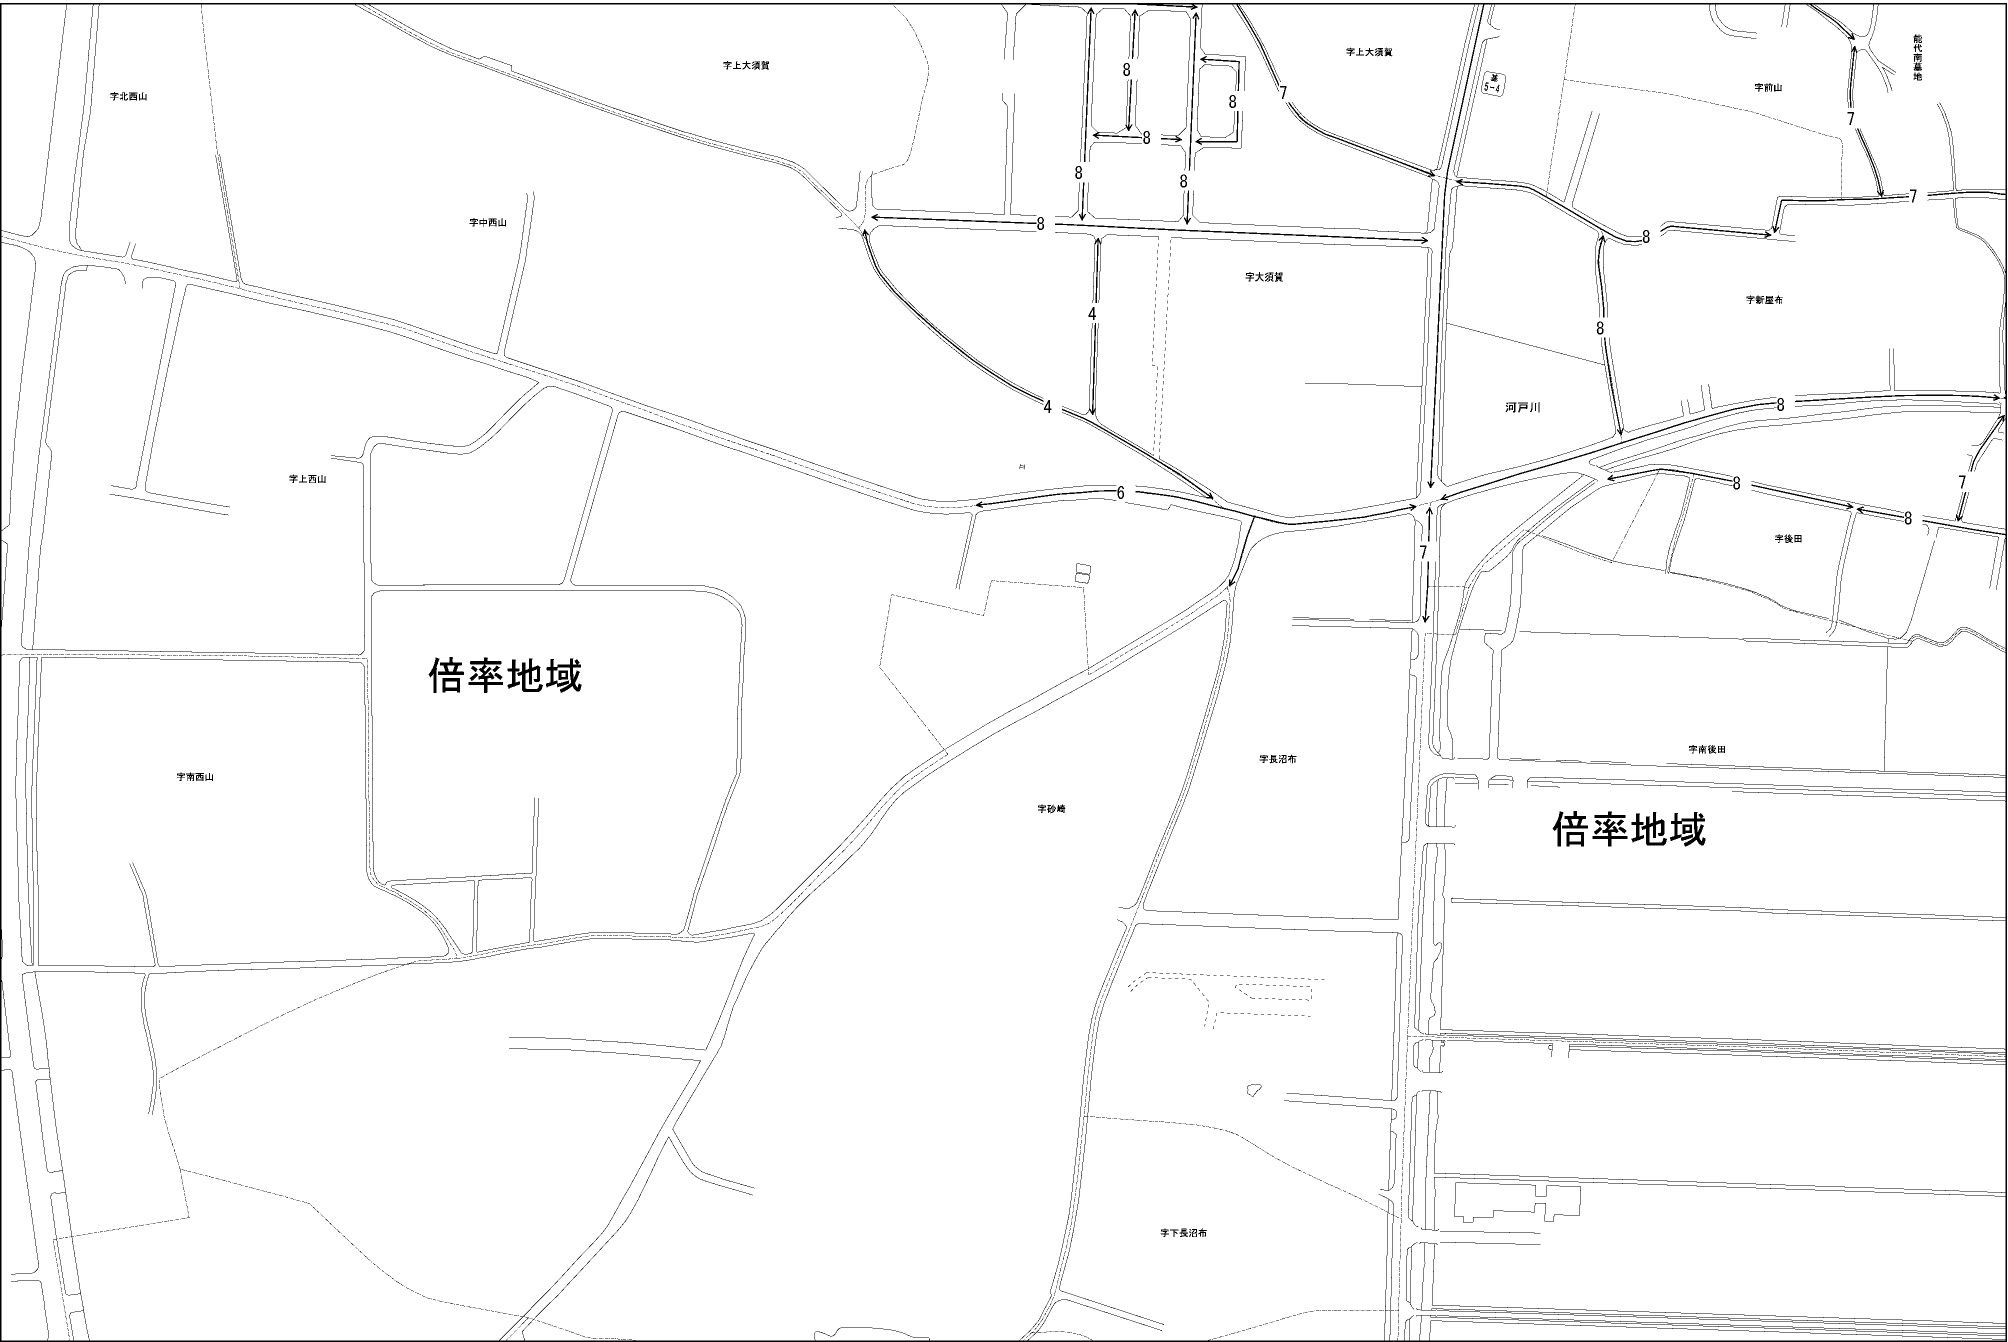 字上大須賀
字上大須賀
能代南墓地
基
5-4
字前山
字北西山
8
8
7
7
8
8
8
字中西山
8
7
8
字大須賀
字新屋布
4
8
4
河戸川
8
字上西山
6
8
7
8
字後田
7
倍率地域
字南西山
字長沼布
字南後田
字砂崎
倍率地域
字下長沼布